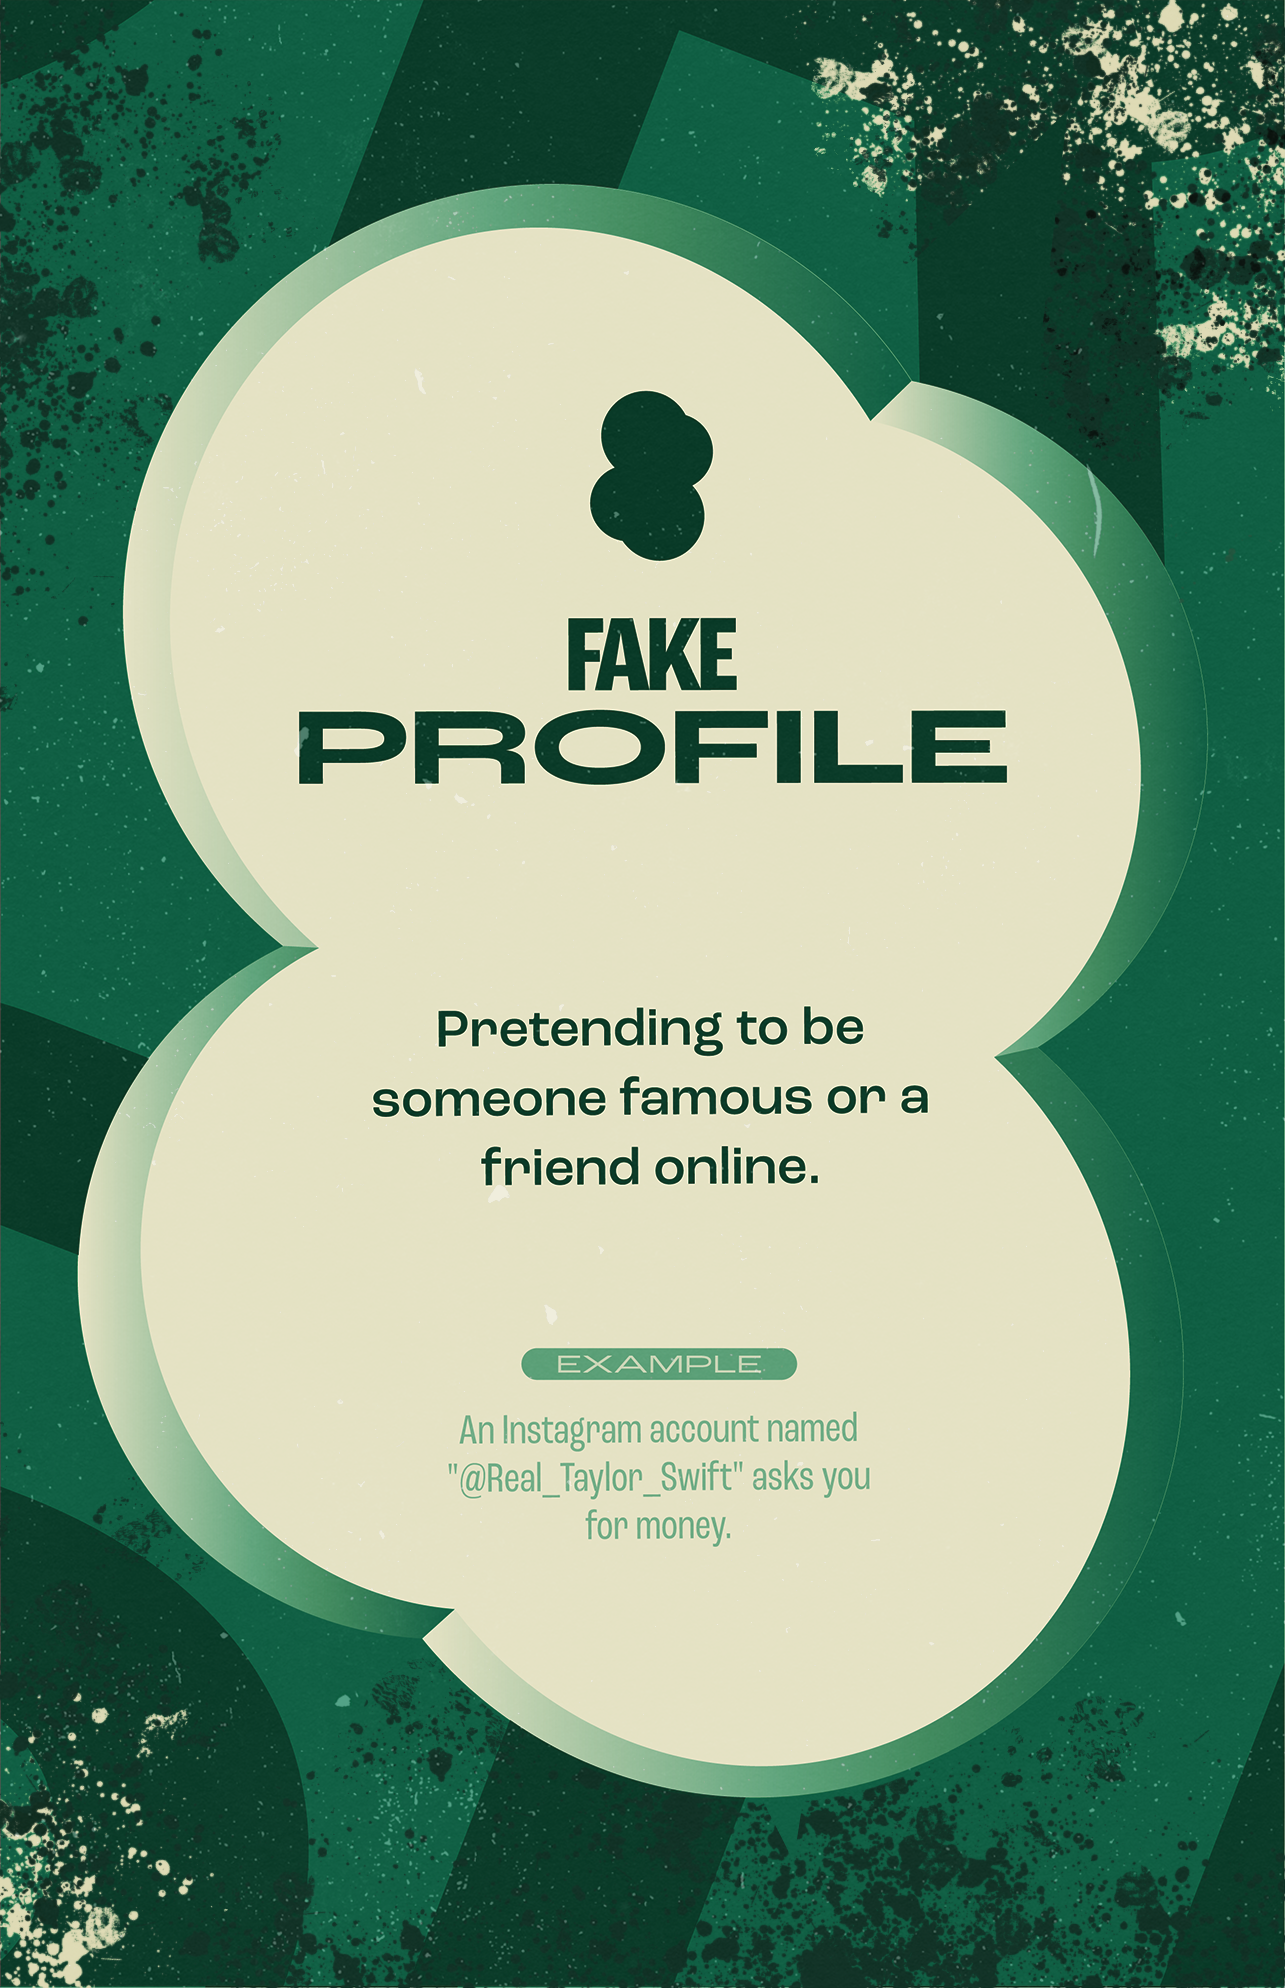 FAKE
PROFILE
Pretending to be
someone famous or a
friend online.
EXAMPLE
An Instagram account named
"@Real_Taylor_Swift" asks you
for money.